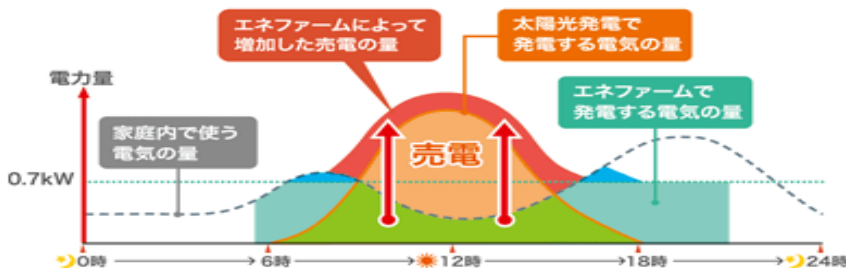 エネファームによって
増加した売電の量
太陽光発電で
発電する電気の量
電力量
エネファームで
発電する電気の量
家庭内で使う
電気の量
売電
0.7kW
0時 6時 12時 18時 24時